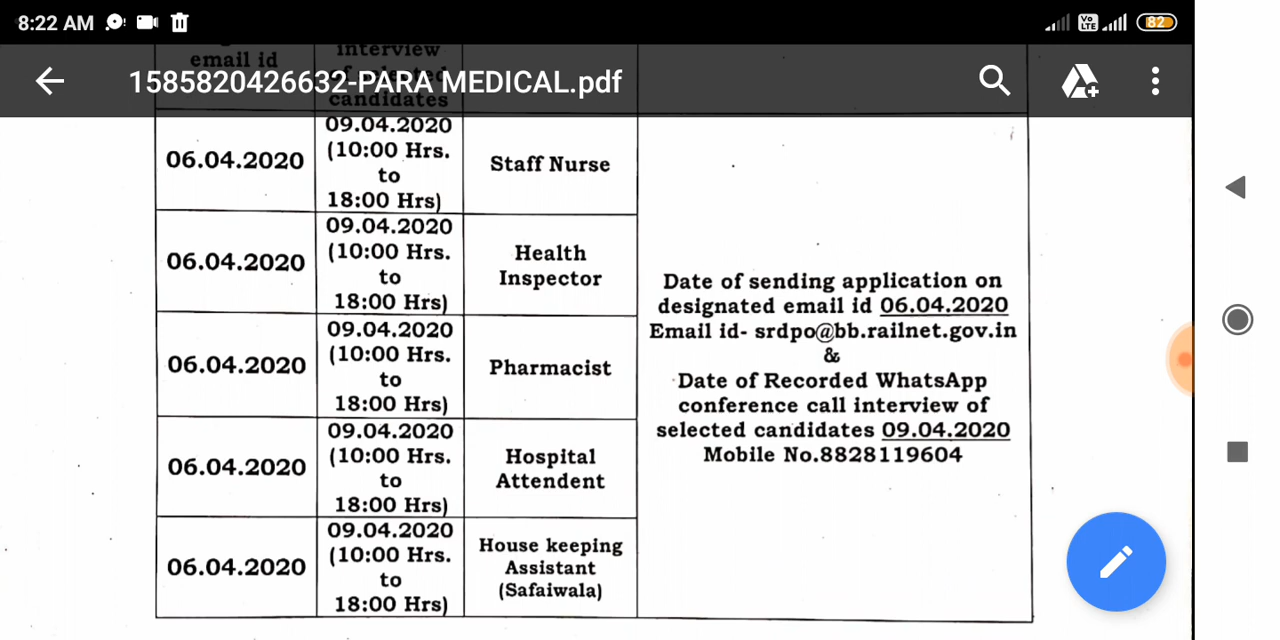 8:22 AM
82
1585820426632-PARA MEDICAL.pdf
email id
interview
of selected
candidates
06.04.2020
09.04.2020
(10:00 Hrs.
to
18:00 Hrs)
Staff Nurse
06.04.2020
09.04.2020
(10:00 Hrs.
to
18:00 Hrs)
Health
Inspector
06.04.2020
09.04.2020
(10:00 Hrs.
to
18:00 Hrs)
Pharmacist
06.04.2020
09.04.2020
(10:00 Hrs.
to
18:00 Hrs)
Hospital
Attendent
06.04.2020
09.04.2020
(10:00 Hrs.
to
18:00 Hrs)
House keeping
Assistant
(Safaiwala)
Date of sending application on
designated email id 06.04.2020
Email id- srdpo@bb.railnet.gov.in
&
Date of Recorded WhatsApp
conference call interview of
selected candidates 09.04.2020
Mobile No.8828119604